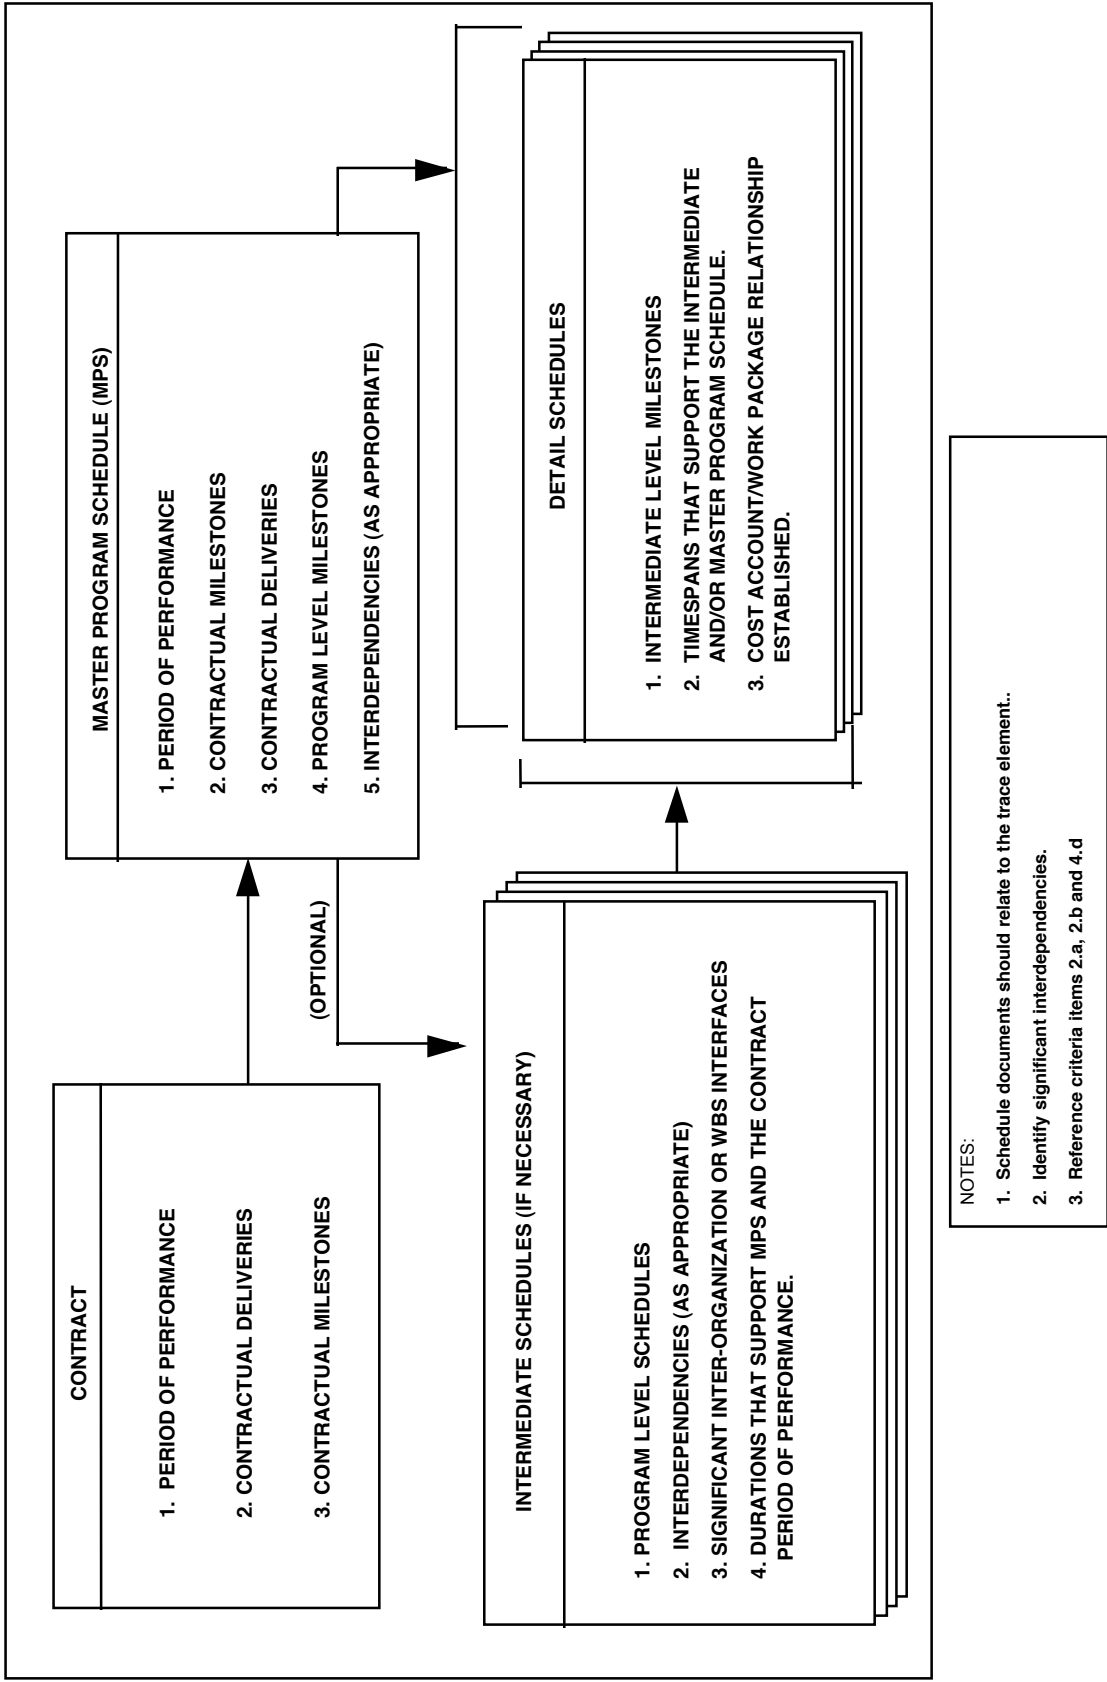 CONTRACT
1. PERIOD OF PERFORMANCE
2. CONTRACTUAL DELIVERIES
3. CONTRACTUAL MILESTONES
MASTER PROGRAM SCHEDULE (MPS)
1. PERIOD OF PERFORMANCE
2. CONTRACTUAL MILESTONES
3. CONTRACTUAL DELIVERIES
4. PROGRAM LEVEL MILESTONES
5. INTERDEPENDENCIES (AS APPROPRIATE)
(OPTIONAL)
INTERMEDIATE SCHEDULES (IF NECESSARY)
1. PROGRAM LEVEL SCHEDULES
2. INTERDEPENDENCIES (AS APPROPRIATE)
3. SIGNIFICANT INTER-ORGANIZATION OR WBS INTERFACES
4. DURATIONS THAT SUPPORT MPS AND THE CONTRACT
PERIOD OF PERFORMANCE.
DETAIL SCHEDULES
1. INTERMEDIATE LEVEL MILESTONES
2. TIMESPANS THAT SUPPORT THE INTERMEDIATE
AND/OR MASTER PROGRAM SCHEDULE.
3. COST ACCOUNT/WORK PACKAGE RELATIONSHIP
ESTABLISHED.
NOTES:
1. Schedule documents should relate to the trace element..
2. Identify significant interdependencies.
3. Reference criteria items 2.a, 2.b and 4.d